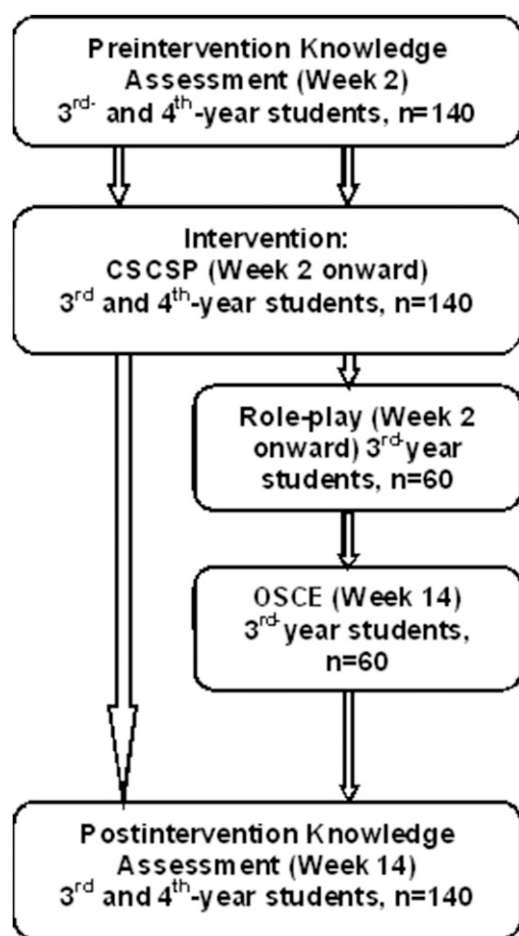 Preintervention Knowledge
Assessment (Week 2)
3rd- and 4th-year students, n=140
Intervention:
CSCSP (Week 2 onward)
3rd and 4th-year students, n=140
Role-play (Week 2
onward) 3rd-year
students, n=60
OSCE (Week 14)
3rd-year students,
n=60
Postintervention Knowledge
Assessment (Week 14)
3rd and 4th-year students, n=140